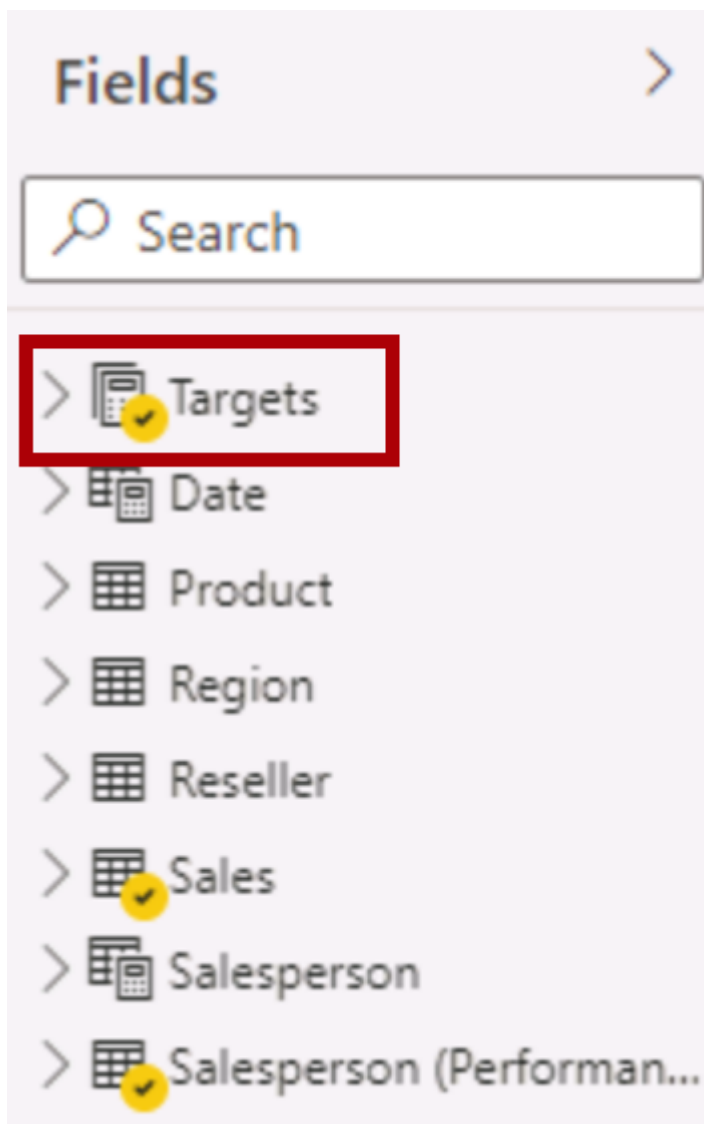 Fields
Search
Targets
Date
Product
Region
Reseller
Sales
Salesperson
Salesperson (Performan...